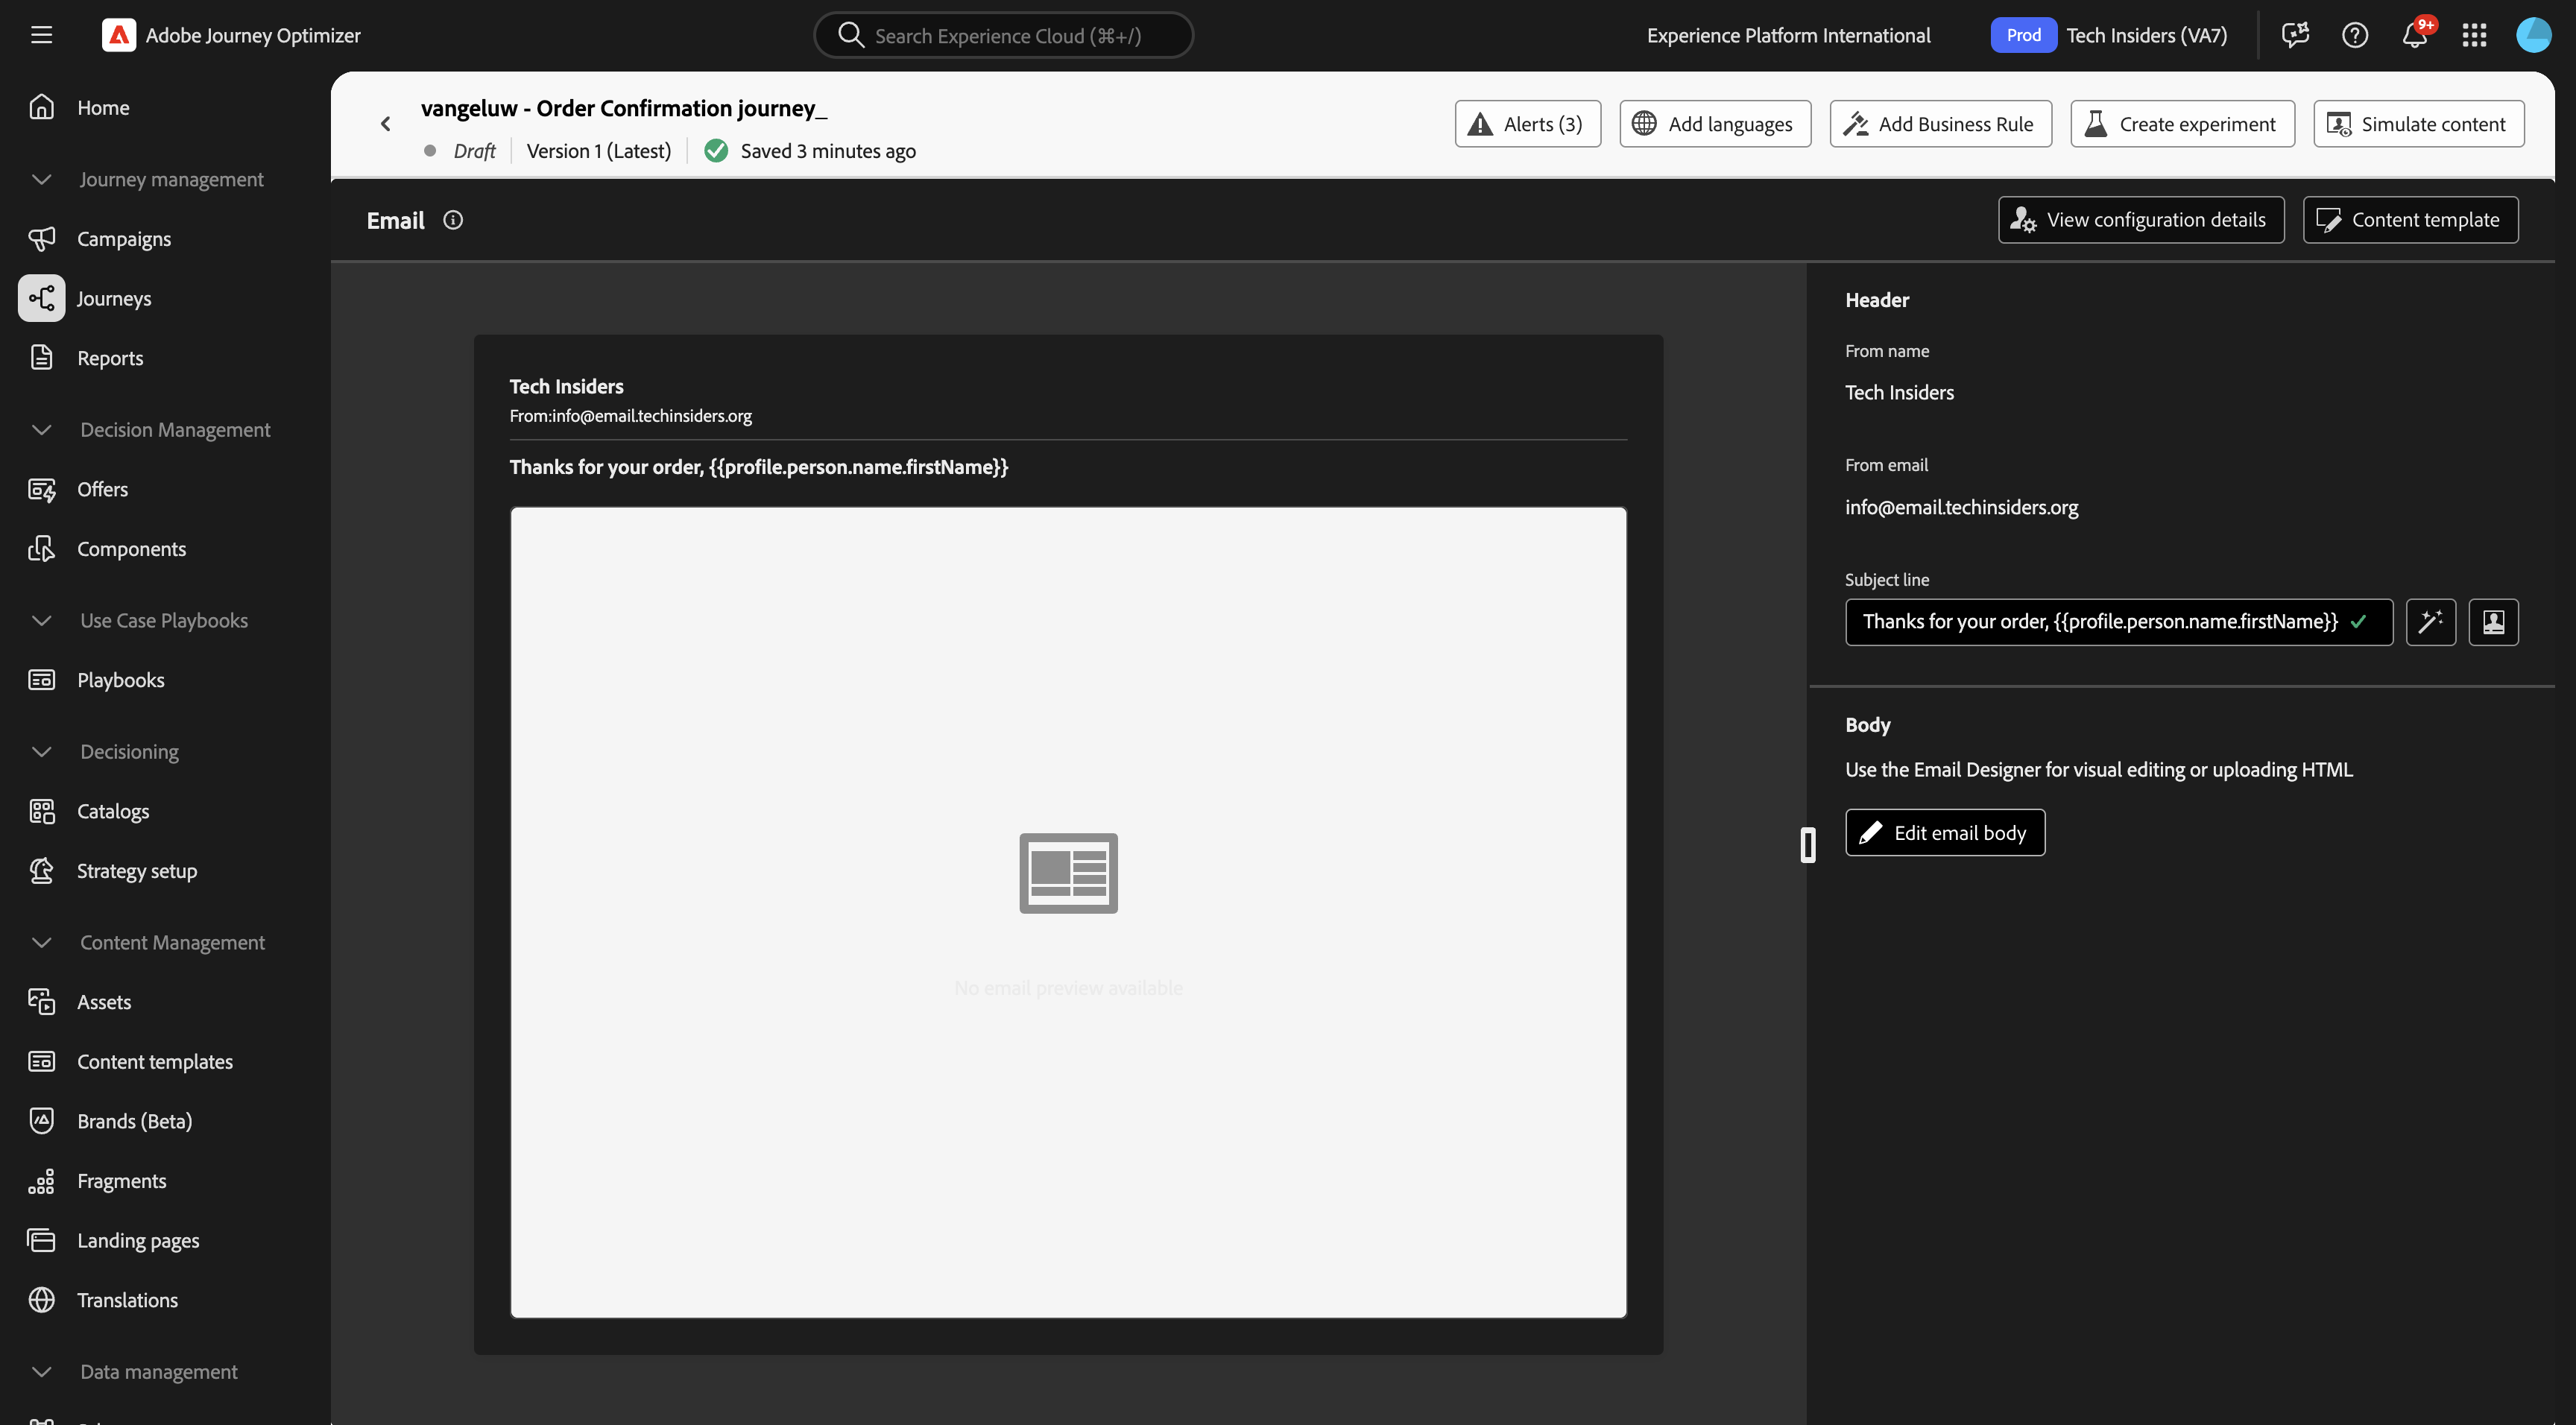 Adobe Journey Optimizer
Search Experience Cloud (⌘+/)
Experience Platform International
Prod
Tech Insiders (VA7)
9+
Home
Journey management
Campaigns
Journeys
Reports
Decision Management
Offers
Components
Use Case Playbooks
Playbooks
Decisioning
Catalogs
Strategy setup
Content Management
Assets
Content templates
Brands (Beta)
Fragments
Landing pages
Translations
Data management
vangeluw - Order Confirmation journey_
Draft
Version 1 (Latest)
Saved 3 minutes ago
Alerts (3)
Add languages
Add Business Rule
Create experiment
Simulate content
Email
View configuration details
Content template
Tech Insiders
From:info@email.techinsiders.org
Thanks for your order, {{profile.person.name.firstName}}
No email preview available
Header
From name
Tech Insiders
From email
info@email.techinsiders.org
Subject line
Thanks for your order, {{profile.person.name.firstName}}
Body
Use the Email Designer for visual editing or uploading HTML
Edit email body